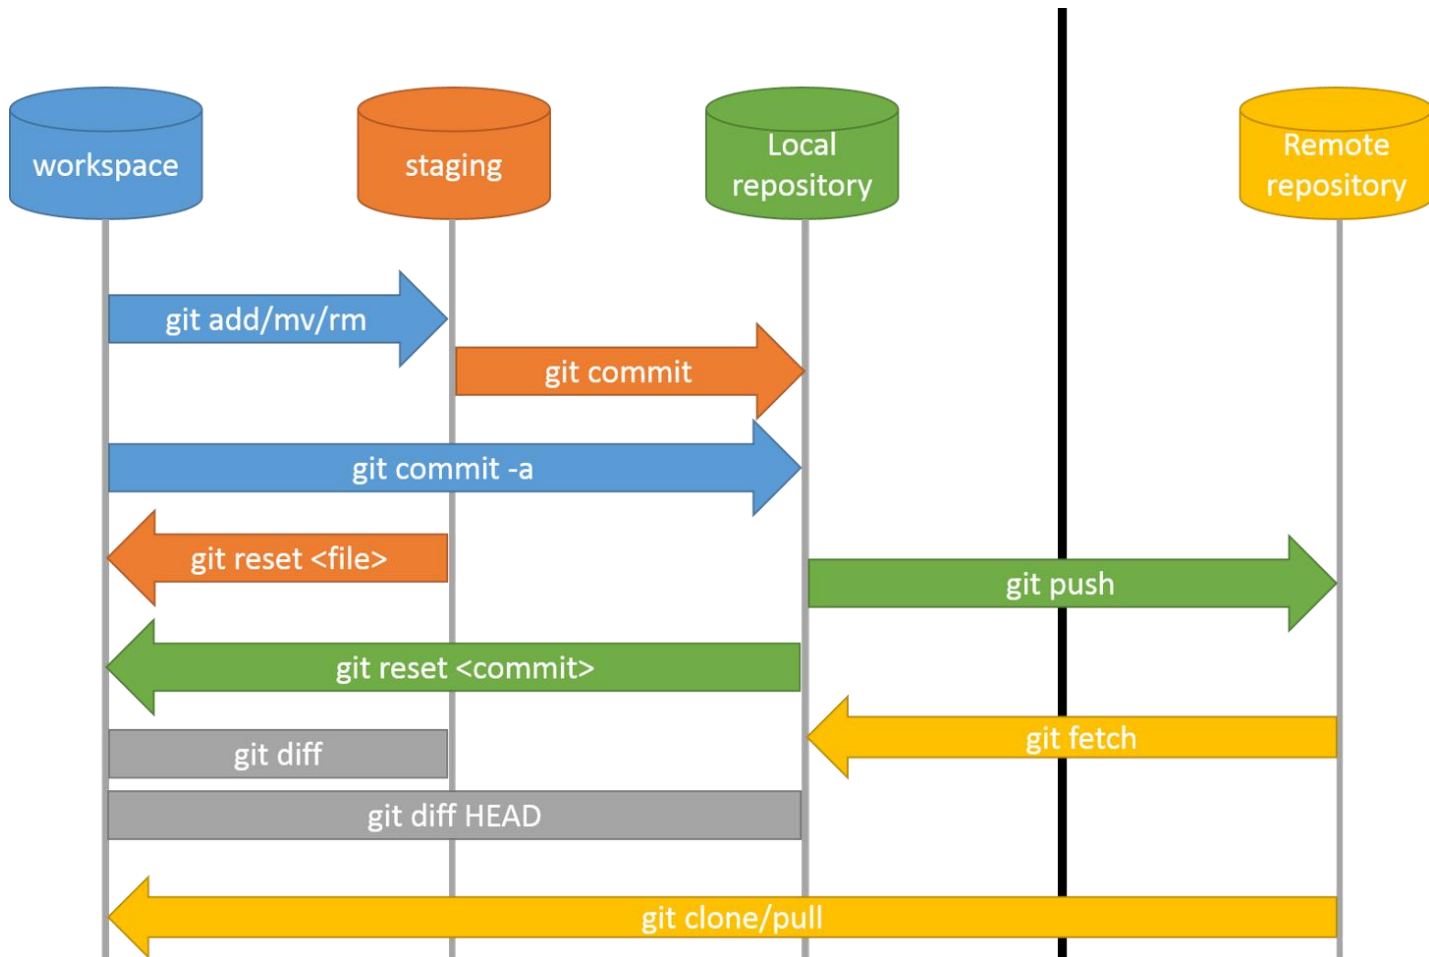 workspace
staging
Local
repository
Remote
repository
git add/mv/rm
git commit
git commit -a
git reset <file>
git push
git reset <commit>
git fetch
git diff
git diff HEAD
git clone/pull